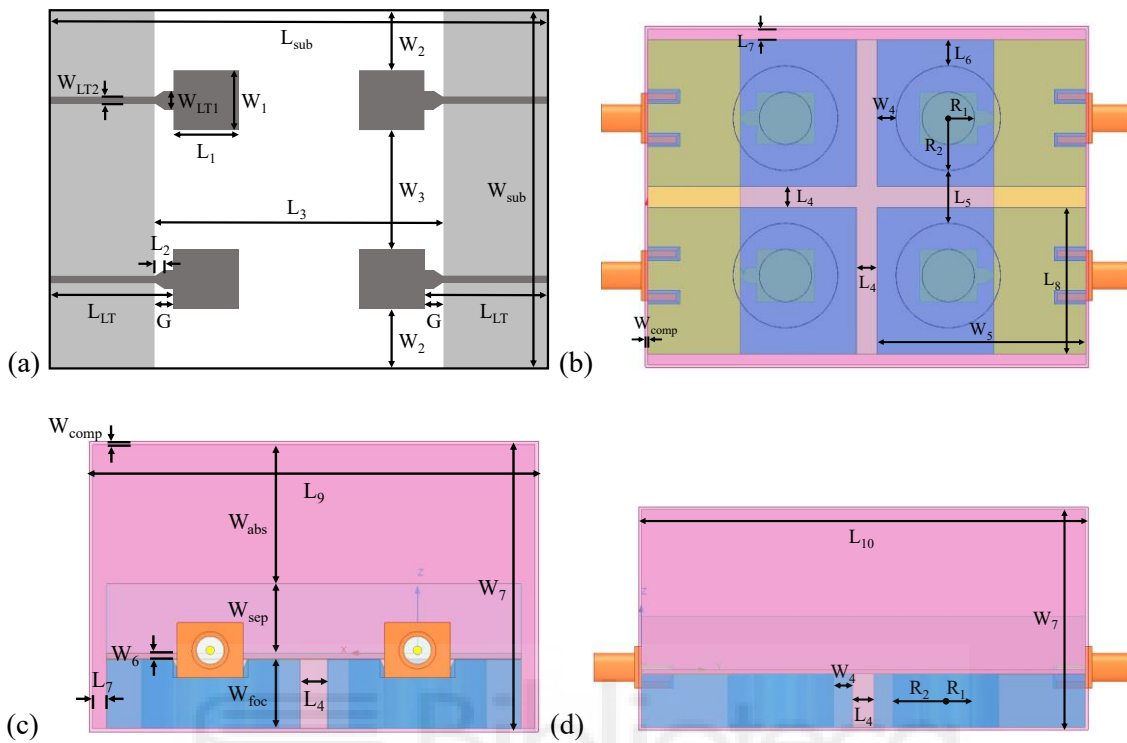 L_sub
W_2
W_LT2
W_LT1
W_1
L_1
W_3
W_sub
L_3
L_2
L_LT
G
G
L_LT
W_2
(a)
L_7
L_6
W_4
R_1
R_2
L_4
L_5
L_4
L_8
W_comp
W_5
(b)
W_comp
L_9
W_abs
W_7
W_sep
z
W_6
x
L_7
W_foc
L_4
(c)
L_10
W_7
z
Y
W_4
R_2
R_1
L_4
(d)
Biblioteca